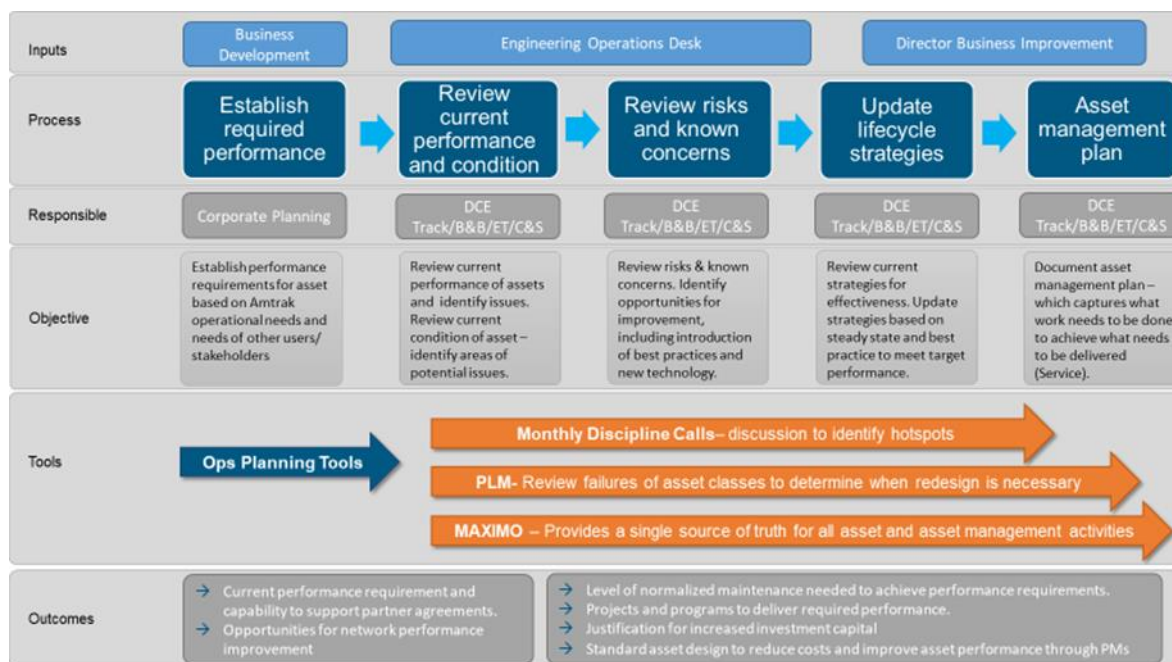 Inputs
Business
Development
Engineering Operations Desk
Director Business Improvement
Process
Establish
required
performance
Review
current
performance
and condition
Review risks
and known
concerns
Update
lifecycle
strategies
Asset
management
plan
Responsible
Corporate Planning
DCE
Track/B&B/ET/C&S
DCE
Track/B&B/ET/C&S
DCE
Track/B&B/ET/C&S
DCE
Track/B&B/ET/C&S
Objective
Establish performance
requirements for asset
based on Amtrak
operational needs and
needs of other users/
stakeholders
Review current
performance of assets
and identify issues.
Review current
condition of asset –
identify areas of
potential issues.
Review risks & known
concerns. Identify
opportunities for
improvement,
including introduction
of best practices and
new technology.
Review current
strategies for
effectiveness. Update
strategies based on
steady state and best
practice to meet target
performance.
Document asset
management plan –
which captures what
work needs to be done
to achieve what needs
to be delivered
(Service).
Tools
Ops Planning Tools
Monthly Discipline Calls– discussion to identify hotspots
PLM- Review failures of asset classes to determine when redesign is necessary
MAXIMO – Provides a single source of truth for all asset and asset management activities
Outcomes
→ Current performance requirement and
capability to support partner agreements.
→ Opportunities for network performance
improvement
→ Level of normalized maintenance needed to achieve performance requirements.
→ Projects and programs to deliver required performance.
→ Justification for increased investment capital
→ Standard asset design to reduce costs and improve asset performance through PMs